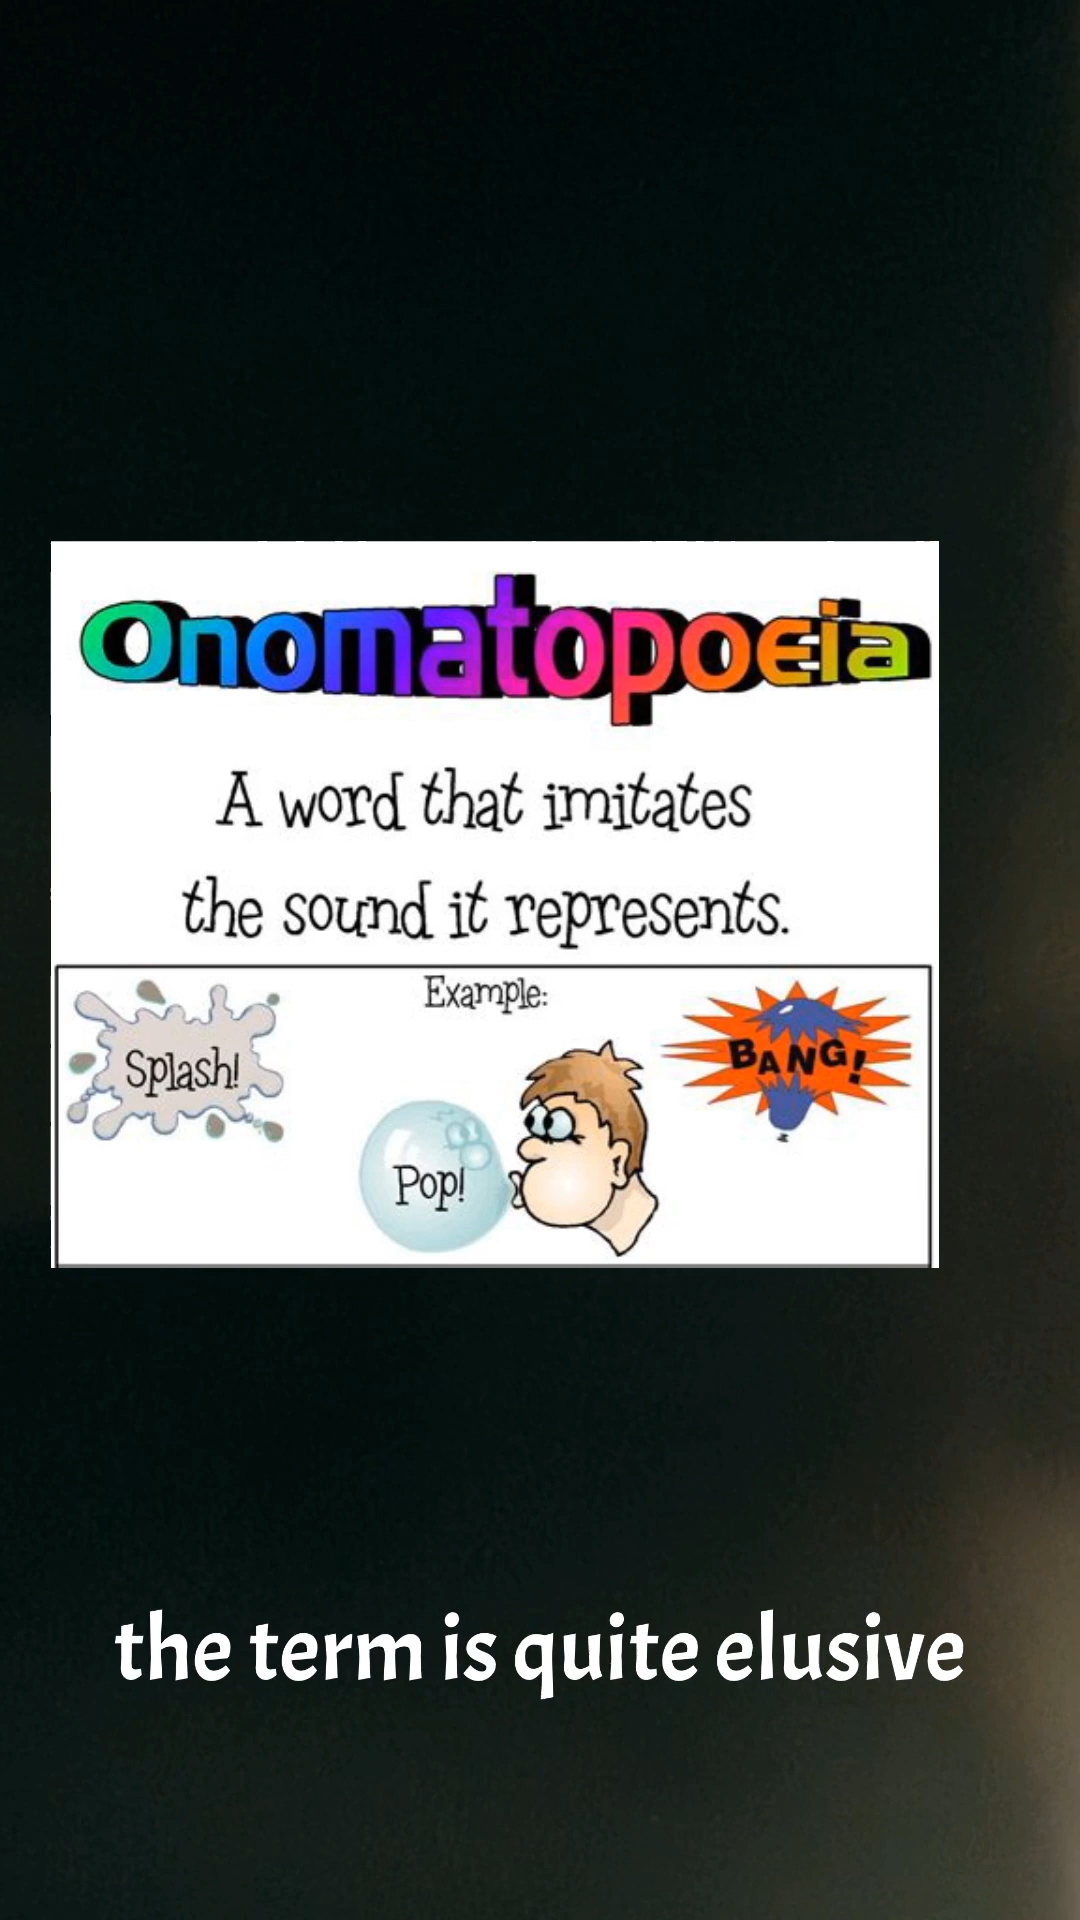 Onomatopoeia
A word that imitates
the sound it represents.
Example:
Splash!
BANG!
Pop!
the term is quite elusive